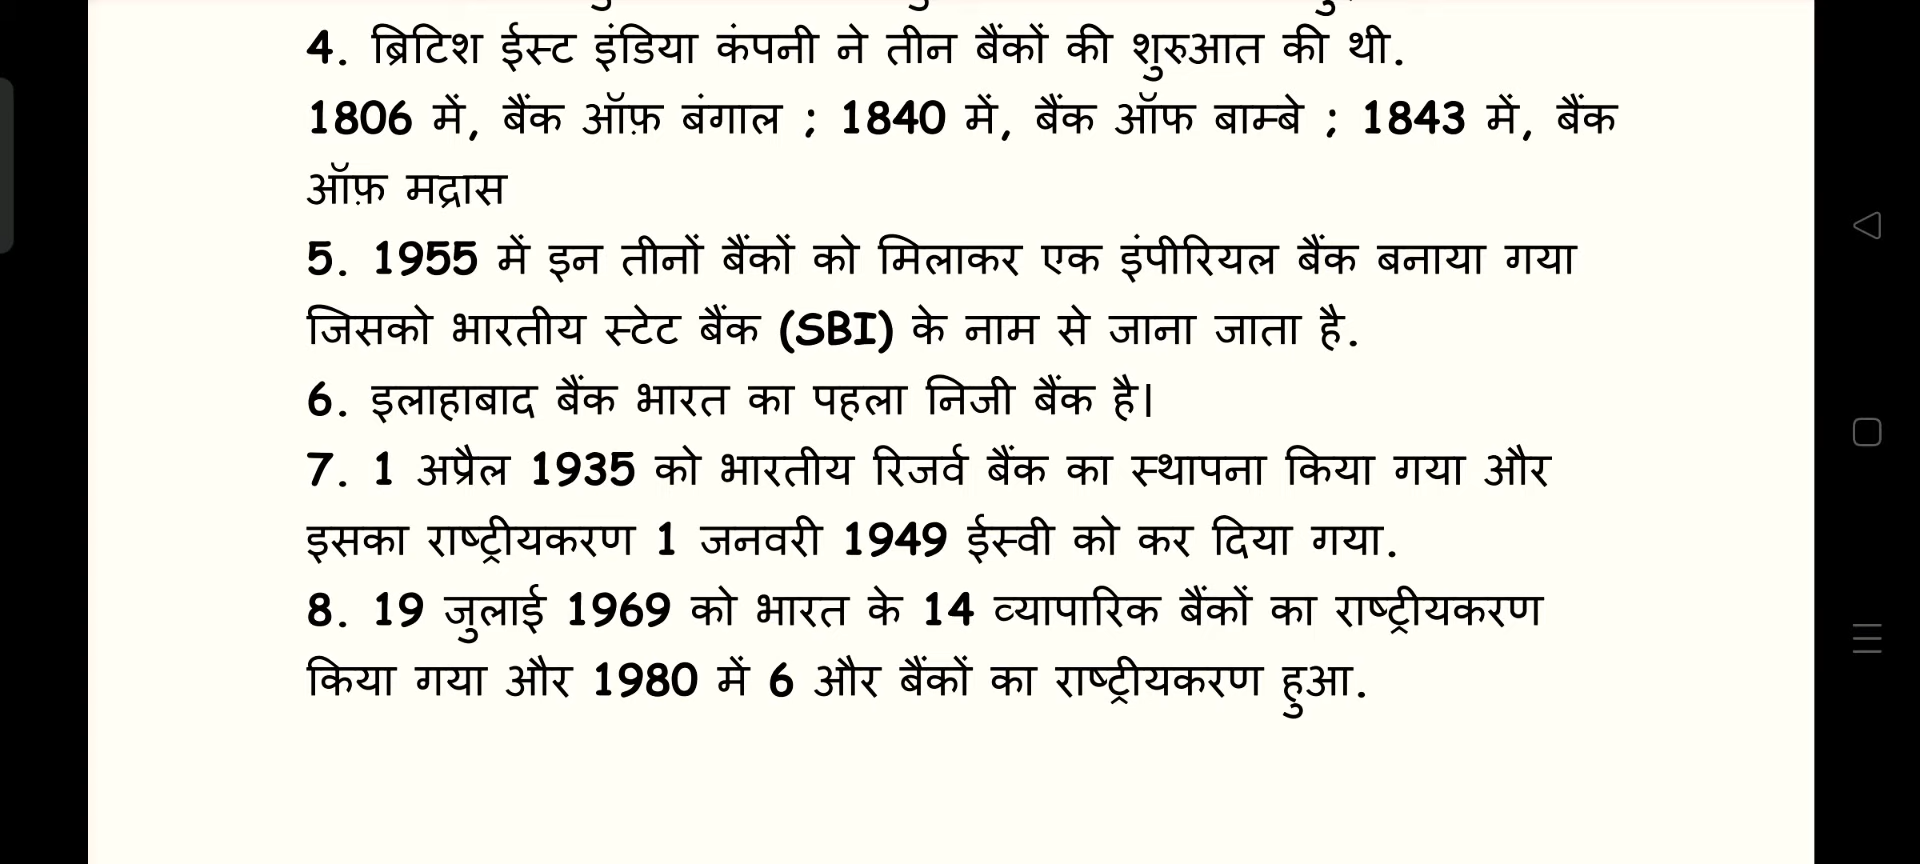 4. ब्रिटिश ईस्ट इंडिया कंपनी ने तीन बैंकों की शुरुआत की थी.
1806 में, बैंक ऑफ़ बंगाल ; 1840 में, बैंक ऑफ बाम्बे ; 1843 में, बैंक
ऑफ़ मद्रास
5. 1955 में इन तीनों बैंकों को मिलाकर एक इंपीरियल बैंक बनाया गया
जिसको भारतीय स्टेट बैंक (SBI) के नाम से जाना जाता है.
6. इलाहाबाद बैंक भारत का पहला निजी बैंक है।
7. 1 अप्रैल 1935 को भारतीय रिजर्व बैंक का स्थापना किया गया और
इसका राष्ट्रीयकरण 1 जनवरी 1949 ईस्वी को कर दिया गया.
8. 19 जुलाई 1969 को भारत के 14 व्यापारिक बैंकों का राष्ट्रीयकरण
किया गया और 1980 में 6 और बैंकों का राष्ट्रीयकरण हुआ.